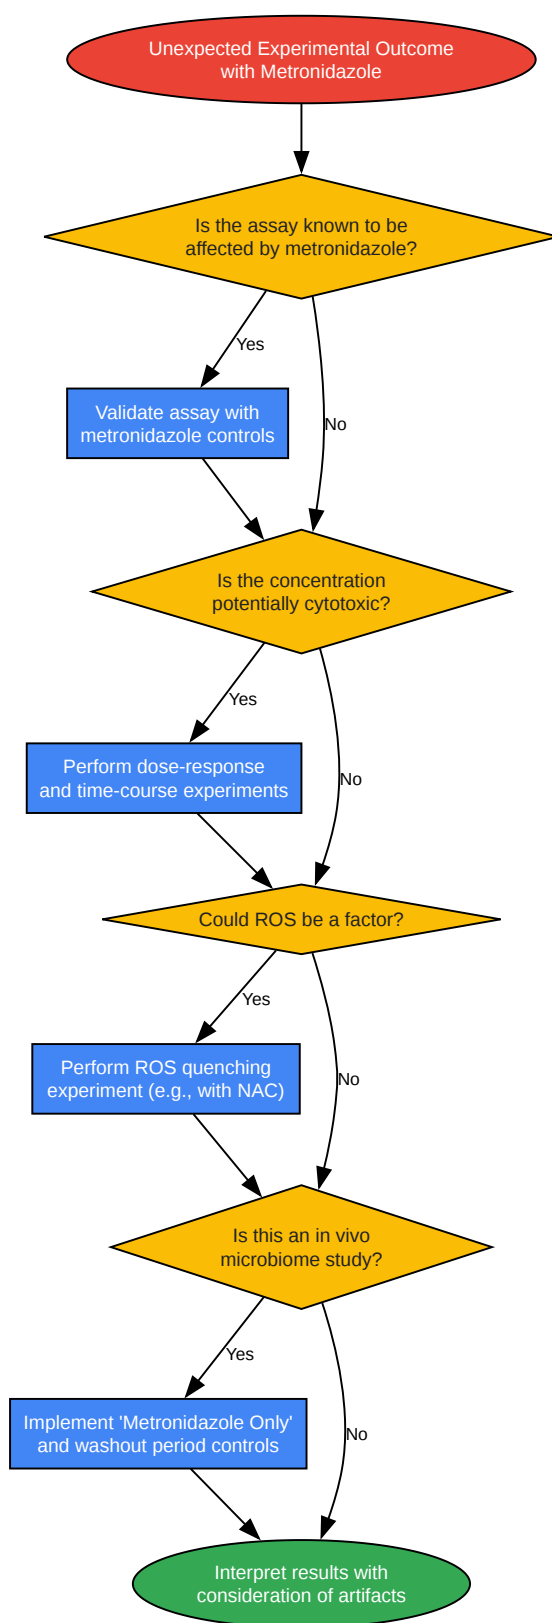 Unexpected Experimental Outcome
with Metronidazole
Is the assay known to be
affected by metronidazole?
Yes
No
Validate assay with
metronidazole controls
Is the concentration
potentially cytotoxic?
Yes
No
Perform dose-response
and time-course experiments
Could ROS be a factor?
Yes
No
Perform ROS quenching
experiment (e.g., with NAC)
Is this an in vivo
microbiome study?
Yes
No
Implement 'Metronidazole Only'
and washout period controls
Interpret results with
consideration of artifacts